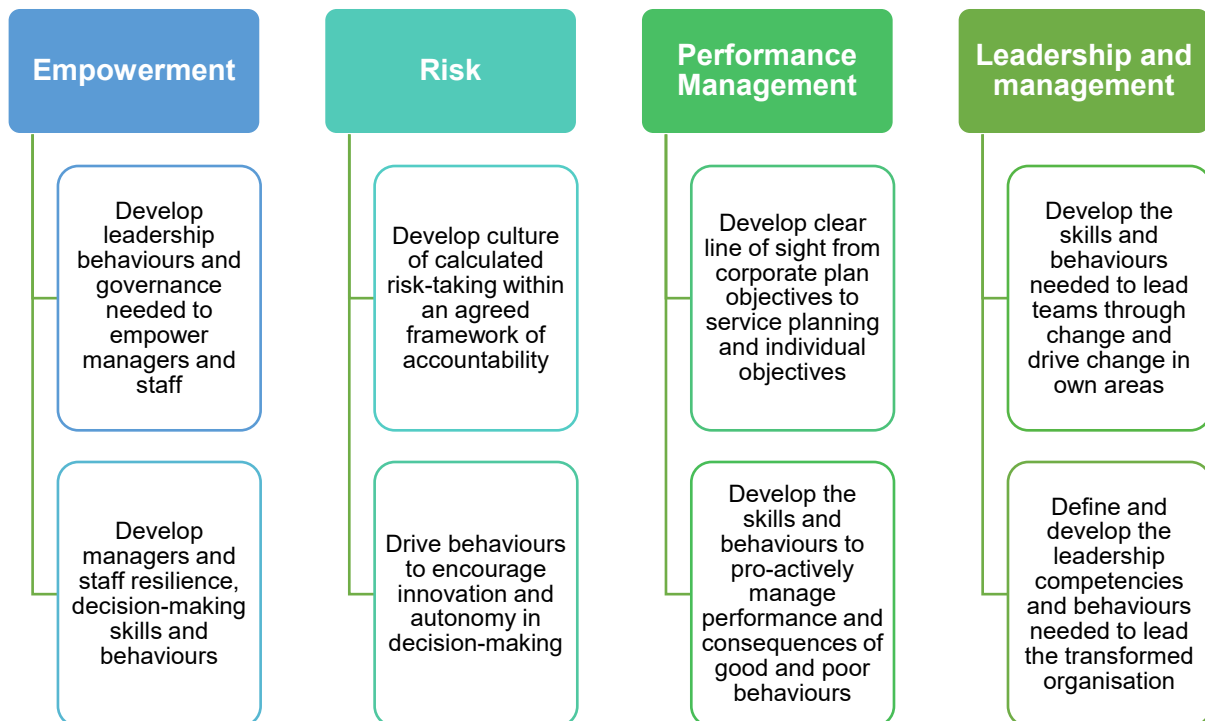 Empowerment
Develop
leadership
behaviours and
governance
needed to
empower
managers and
staff
Develop
managers and
staff resilience,
decision-making
skills and
behaviours
Risk
Develop culture
of calculated
risk-taking within
an agreed
framework of
accountability
Drive behaviours
to encourage
innovation and
autonomy in
decision-making
Performance
Management
Develop clear
line of sight from
corporate plan
objectives to
service planning
and individual
objectives
Develop the
skills and
behaviours to
pro-actively
manage
performance and
consequences of
good and poor
behaviours
Leadership and
management
Develop the
skills and
behaviours
needed to lead
teams through
change and
drive change in
own areas
Define and
develop the
leadership
competencies
and behaviours
needed to lead
the transformed
organisation